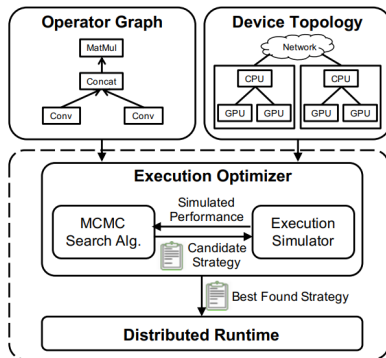 Operator Graph
MatMul
Concat
Conv
Conv
Device Topology
Network
CPU
CPU
GPU
GPU
GPU
GPU
Execution Optimizer
MCMC
Search Alg.
Simulated
Performance
Candidate
Strategy
Execution
Simulator
Best Found Strategy
Distributed Runtime